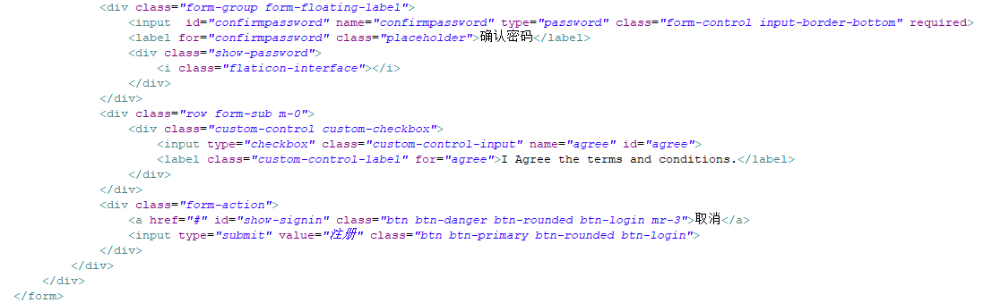 <div class="form-group form-floating-label">
<input  id="confirmpassword" name="confirmpassword" type="password" class="form-control input-border-bottom" required>
<label for="confirmpassword" class="placeholder">确认密码</label>
<div class="show-password">
<i class="flaticon-interface"></i>
</div>
</div>
<div class="row form-sub m-0">
<div class="custom-control custom-checkbox">
<input type="checkbox" class="custom-control-input" name="agree" id="agree">
<label class="custom-control-label" for="agree">I Agree the terms and conditions.</label>
</div>
</div>
<div class="form-action">
<a href="#" id="show-signin" class="btn btn-danger btn-rounded btn-login mr-3">取消</a>
<input type="submit" value="注册" class="btn btn-primary btn-rounded btn-login">
</div>
</div>
</div>
</form>